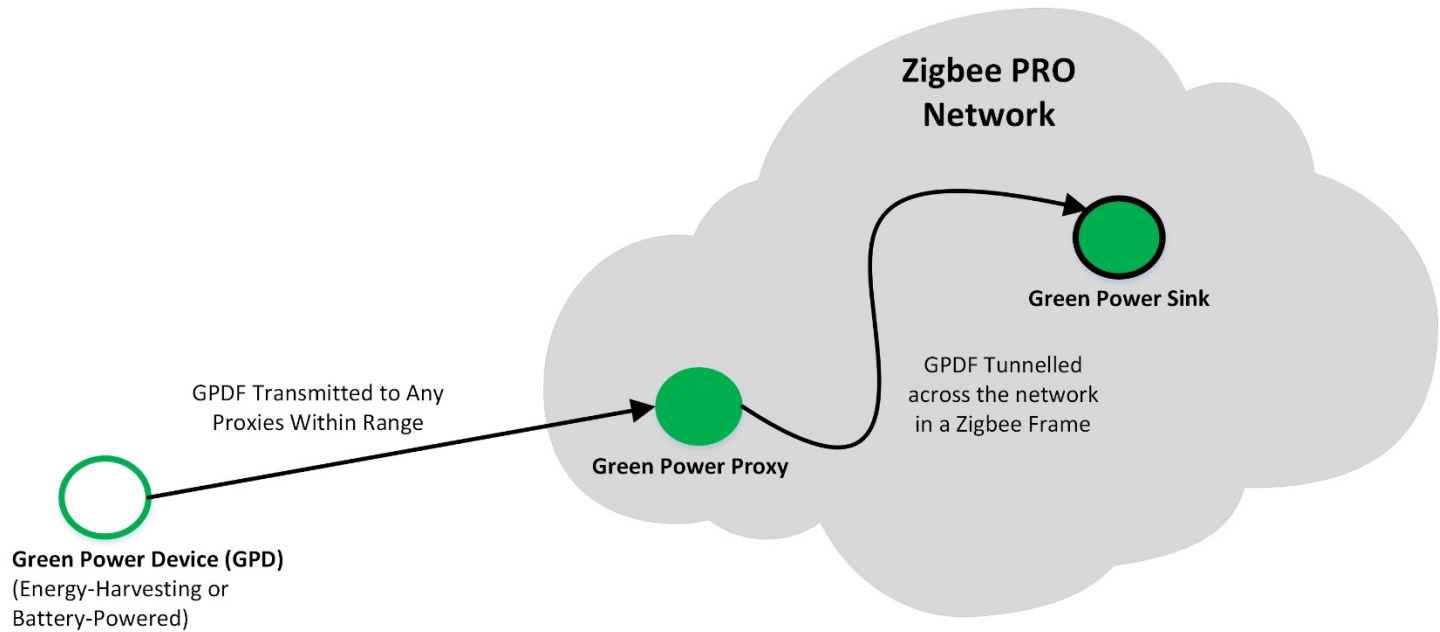 Zigbee PRO
Network
Green Power Sink
GPDF Transmitted to Any
Proxies Within Range
GPDF Tunnelled
across the network
in a Zigbee Frame
Green Power Proxy
Green Power Device (GPD)
(Energy-Harvesting or
Battery-Powered)